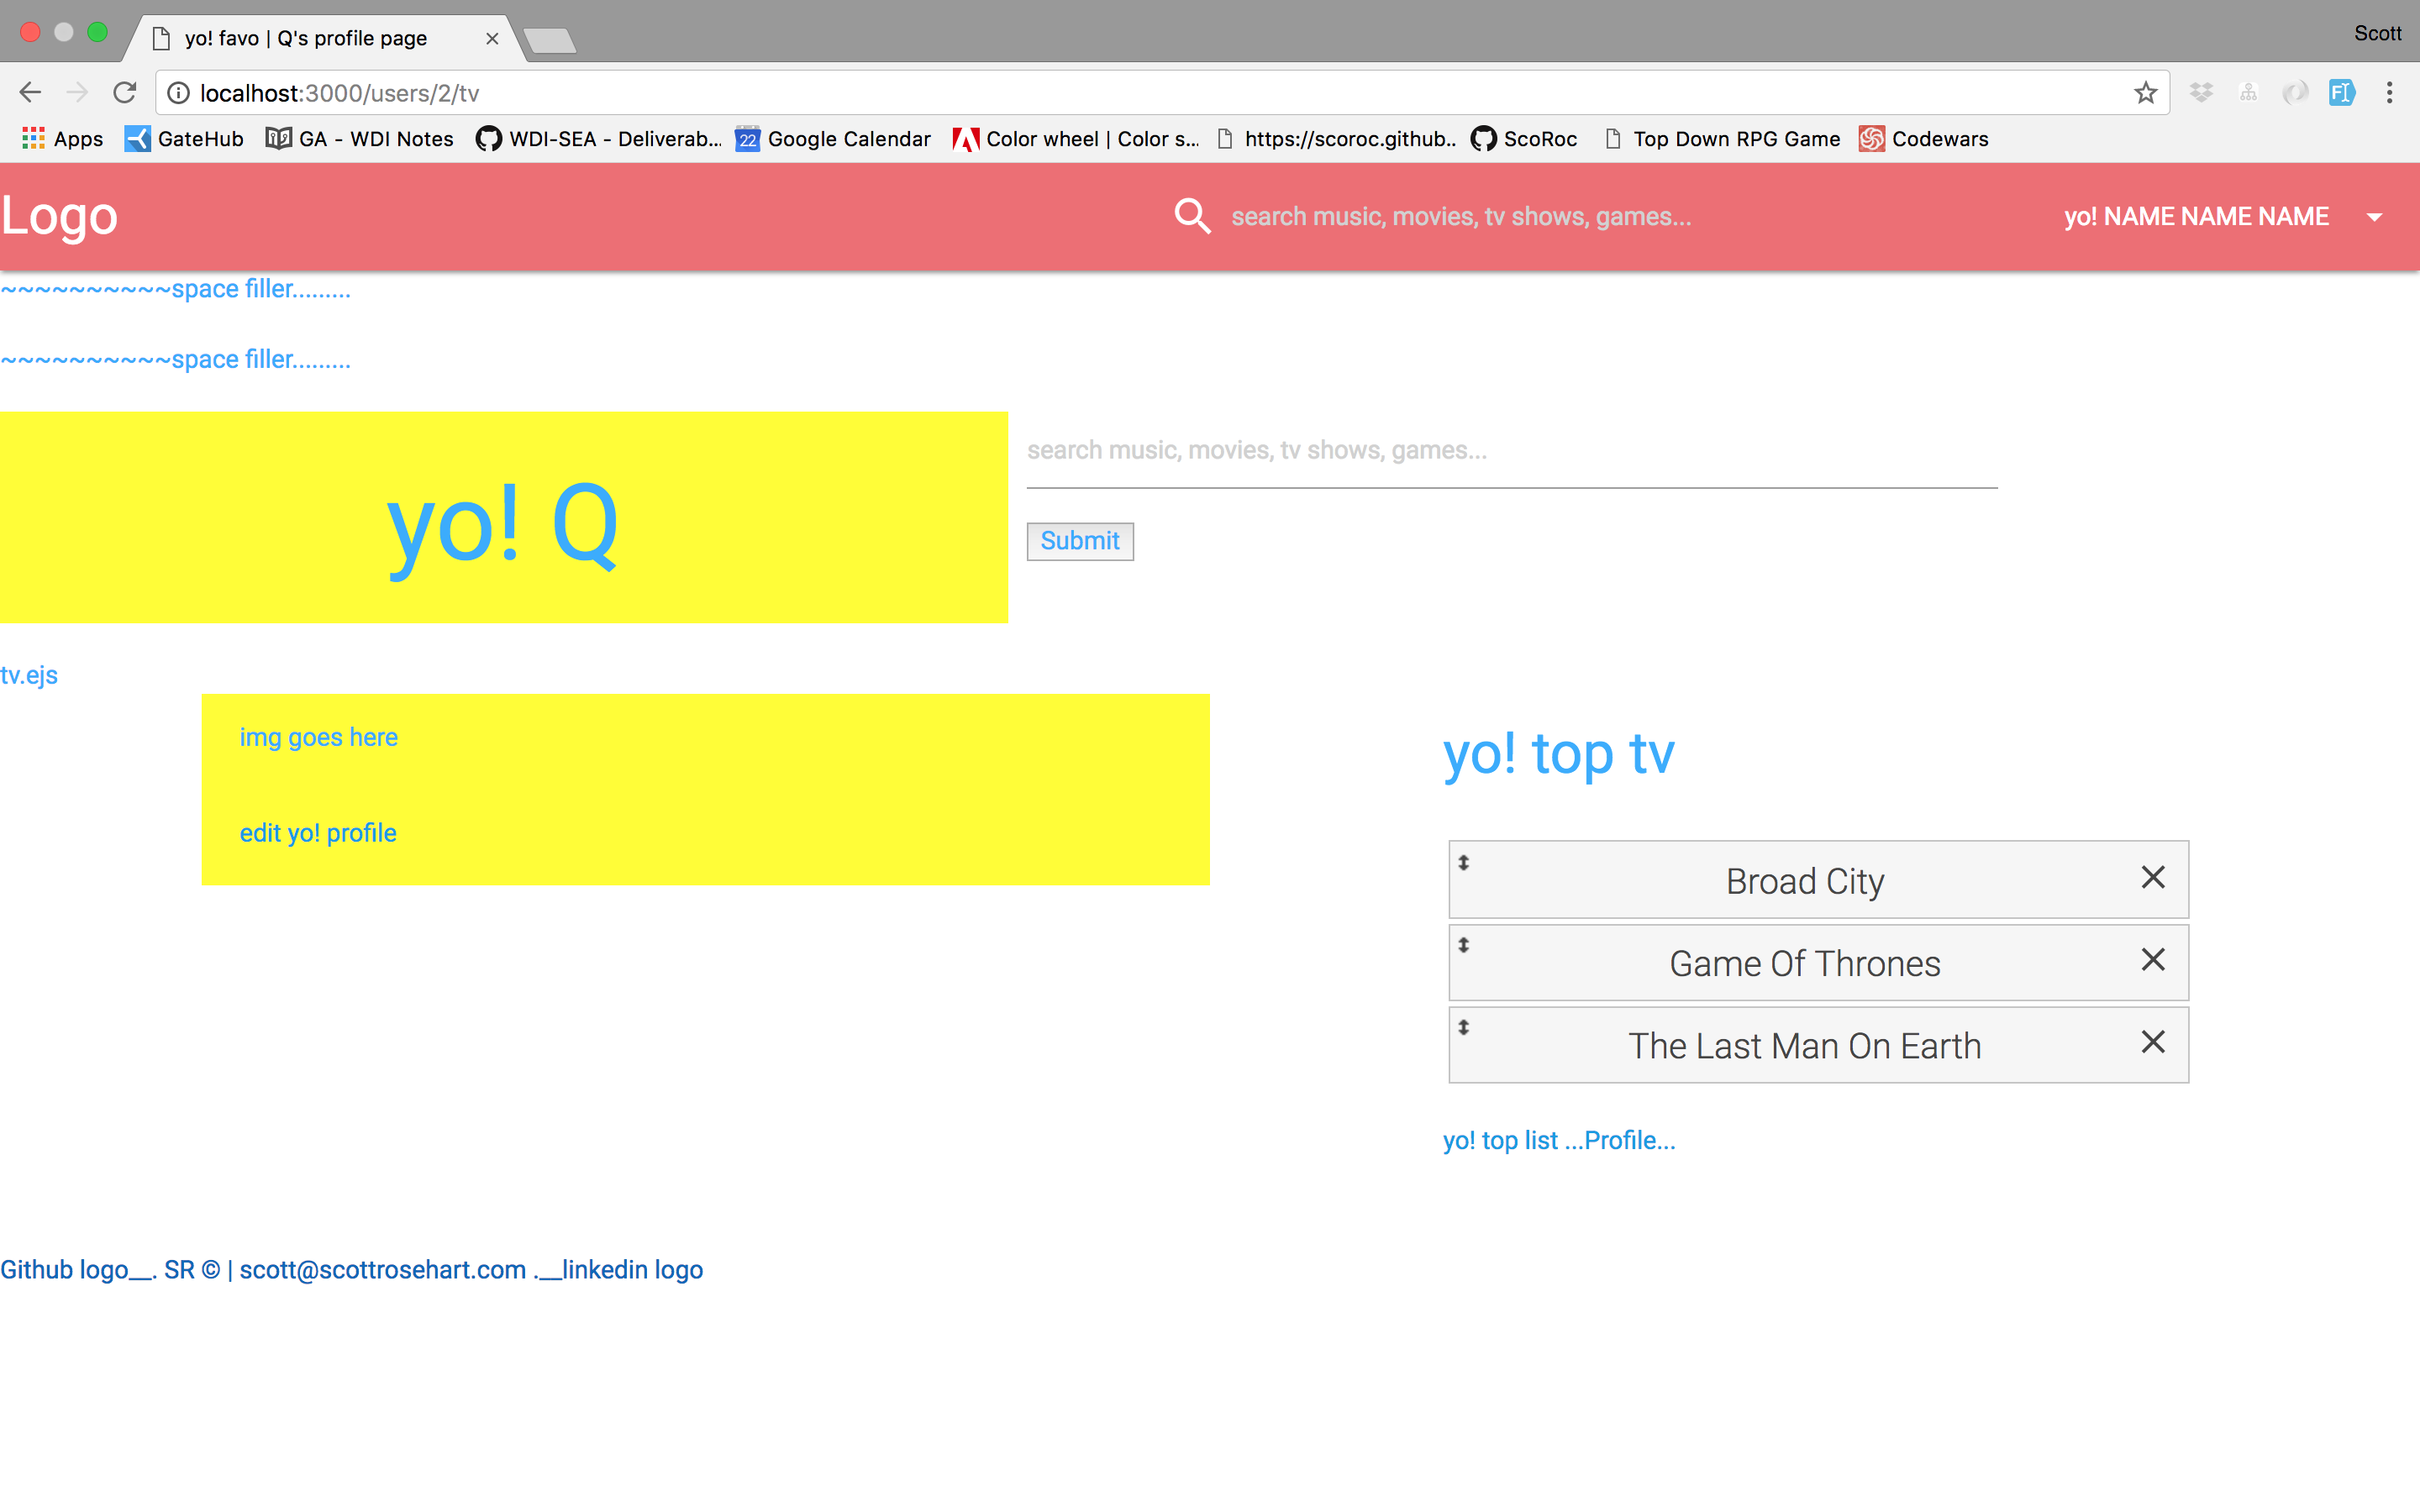 yo! favo | Q's profile page
Scott
localhost:3000/users/2/tv
Apps GateHub GA - WDI Notes WDI-SEA - Deliverab... 22 Google Calendar Color wheel | Color s... https://scoroc.github.. ScoRoc Top Down RPG Game Codewars
Logo search music, movies, tv shows, games... yo! NAME NAME NAME
~~~~~~~~~~space filler.........
~~~~~~~~~~space filler.........
search music, movies, tv shows, games...
yo! Q
Submit
tv.ejs
img goes here
yo! top tv
edit yo! profile
Broad City
Game Of Thrones
The Last Man On Earth
yo! top list ...Profile...
Github logo__. SR © | scott@scottrosehart.com .__linkedin logo